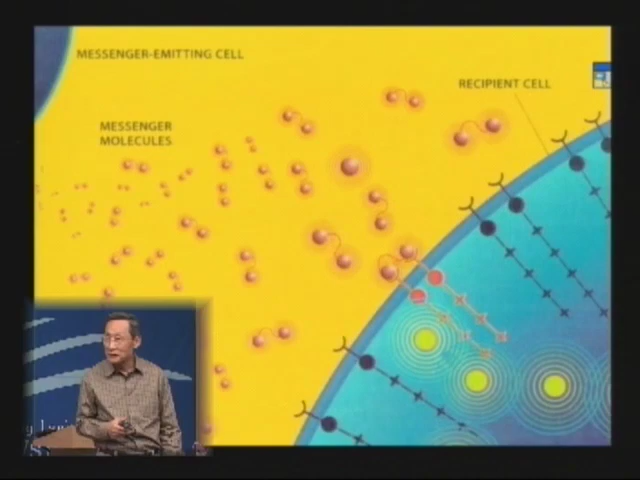 MESSENGER-EMITTING CELL
RECIPIENT CELL
MESSENGER
MOLECULES